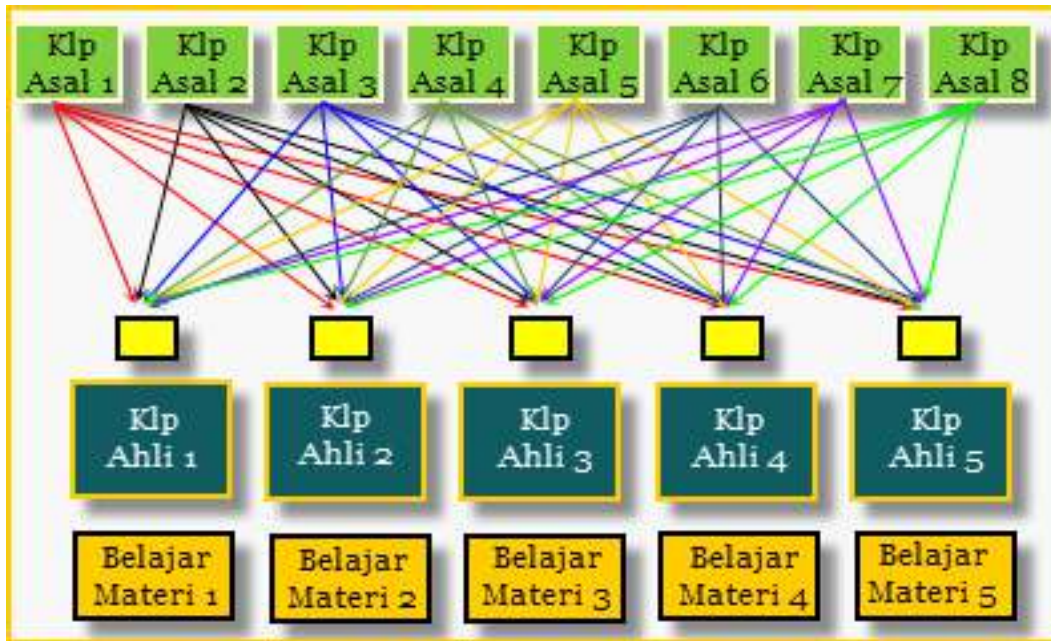 Klp
Asal 1
Klp
Asal 2
Klp
Asal 3
Klp
Asal 4
Klp
Asal 5
Klp
Asal 6
Klp
Asal 7
Klp
Asal 8
Klp
Ahli 1
Klp
Ahli 2
Klp
Ahli 3
Klp
Ahli 4
Klp
Ahli 5
Belajar
Materi 1
Belajar
Materi 2
Belajar
Materi 3
Belajar
Materi 4
Belajar
Materi 5